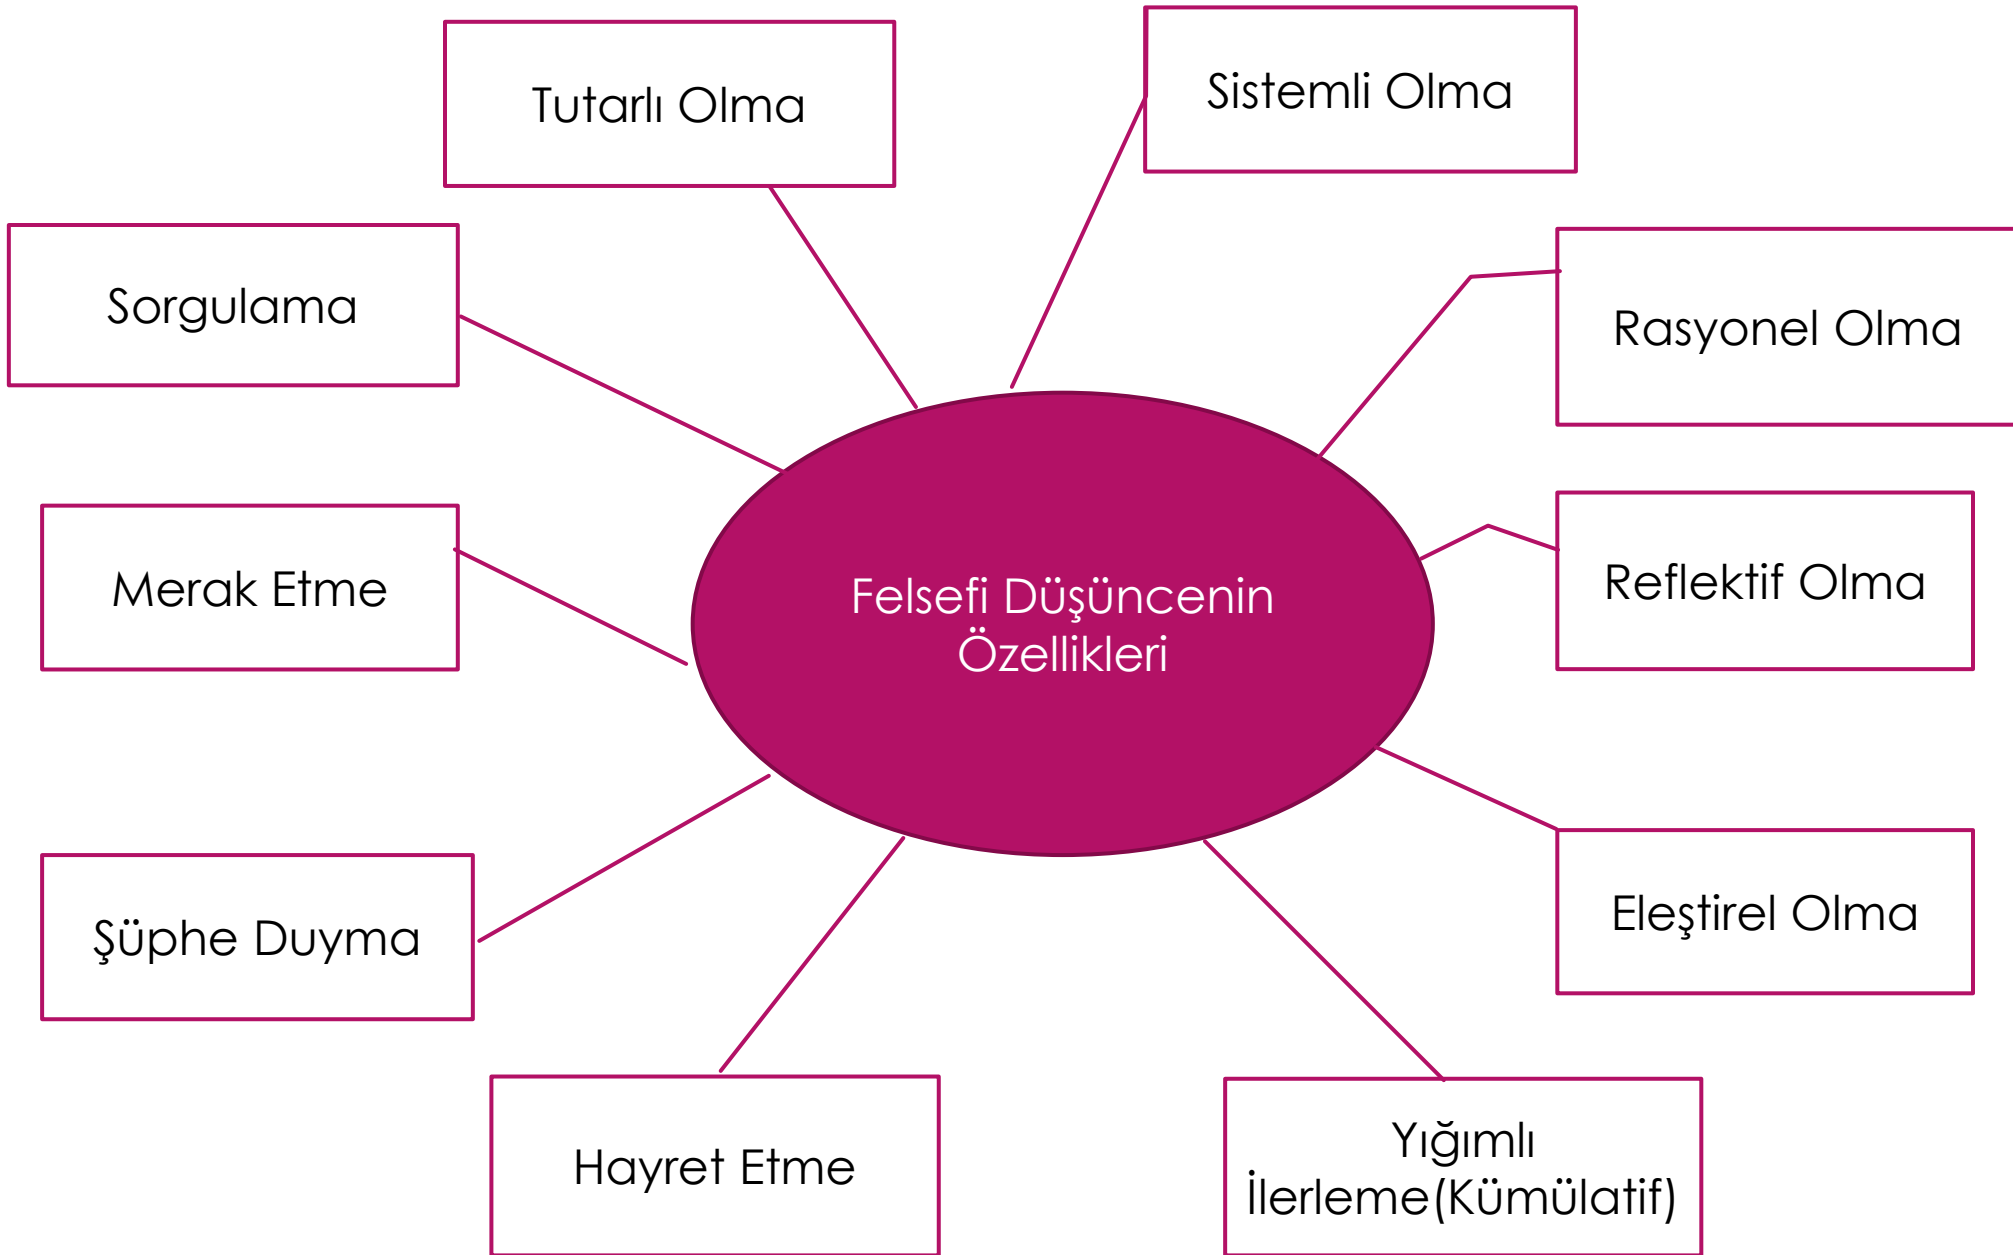 Tutarlı Olma
Sistemli Olma
Sorgulama
Rasyonel Olma
Merak Etme
Reflektif Olma
Felsefi Düşüncenin
Özellikleri
Şüphe Duyma
Eleştirel Olma
Hayret Etme
Yığımlı
İlerleme(Kümülatif)